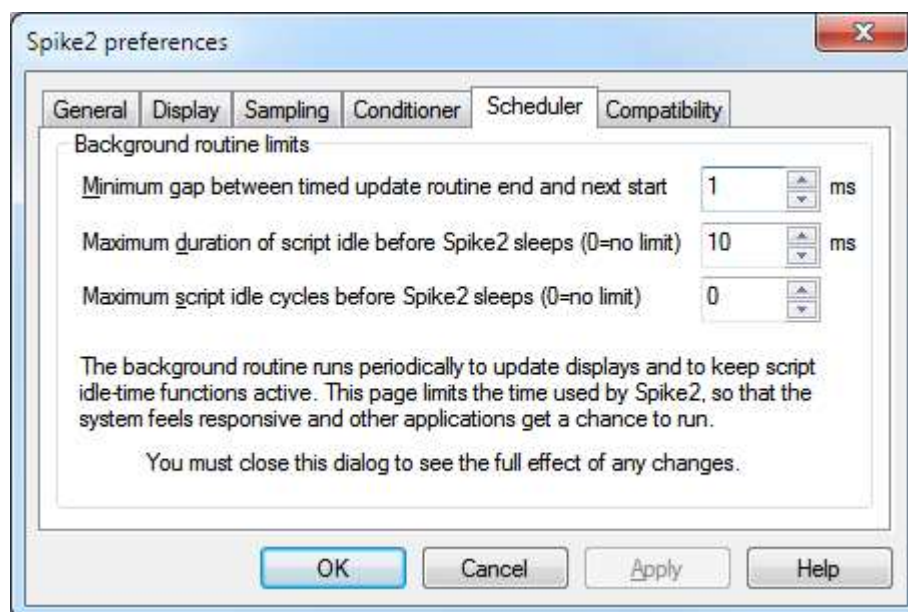 Spike2 preferences
General Display Sampling Conditioner Scheduler Compatibility
Background routine limits
Minimum gap between timed update routine end and next start 1 ms
Maximum duration of script idle before Spike2 sleeps (0=no limit) 10 ms
Maximum script idle cycles before Spike2 sleeps (0=no limit) 0
The background routine runs periodically to update displays and to keep script
idle-time functions active. This page limits the time used by Spike2, so that the
system feels responsive and other applications get a chance to run.
You must close this dialog to see the full effect of any changes.
OK Cancel Apply Help